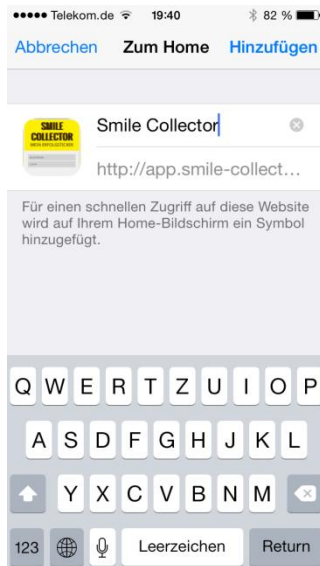 Telekom.de 19:40 82 %
Abbrechen Zum Home Hinzufügen
SMILE
COLLECTOR
Smile Collector
http://app.smile-collect...
Für einen schnellen Zugriff auf diese Website
wird auf Ihrem Home-Bildschirm ein Symbol
hinzugefügt.
Q W E R T Z U I O P
A S D F G H J K L
Y X C V B N M
123 Leerzeichen Return